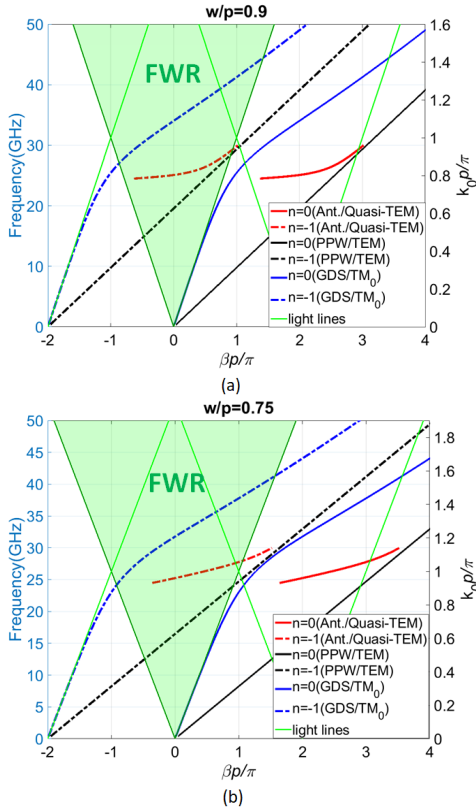 w/p=0.9
50
40
30
20
10
0
Frequency(GHz)
FWR
1.6
1.4
1.2
1
0.8
0.6
0.4
0.2
0
k₀p/π
n=0(Ant./Quasi-TEM)
n=-1(Ant./Quasi-TEM)
n=0(PPW/TEM)
n=-1(PPW/TEM)
n=0(GDS/TM₀)
n=-1(GDS/TM₀)
light lines
-2 -1 0 1 2 3 4
βp/π
(a)
w/p=0.75
50
45
40
35
30
25
20
15
10
5
0
Frequency(GHz)
FWR
1.8
1.6
1.4
1.2
1
0.8
0.6
0.4
0.2
0
k₀p/π
n=0(Ant./Quasi-TEM)
n=-1(Ant./Quasi-TEM)
n=0(PPW/TEM)
n=-1(PPW/TEM)
n=0(GDS/TM₀)
n=-1(GDS/TM₀)
light lines
-2 -1 0 1 2 3 4
βp/π
(b)